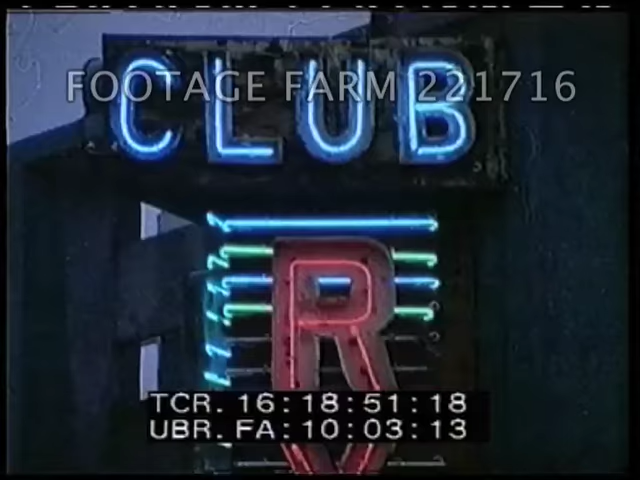 FOOTAGE FARM 221716
CLUB
R
TCR. 16:18:51:18
UBR. FA:10:03:13